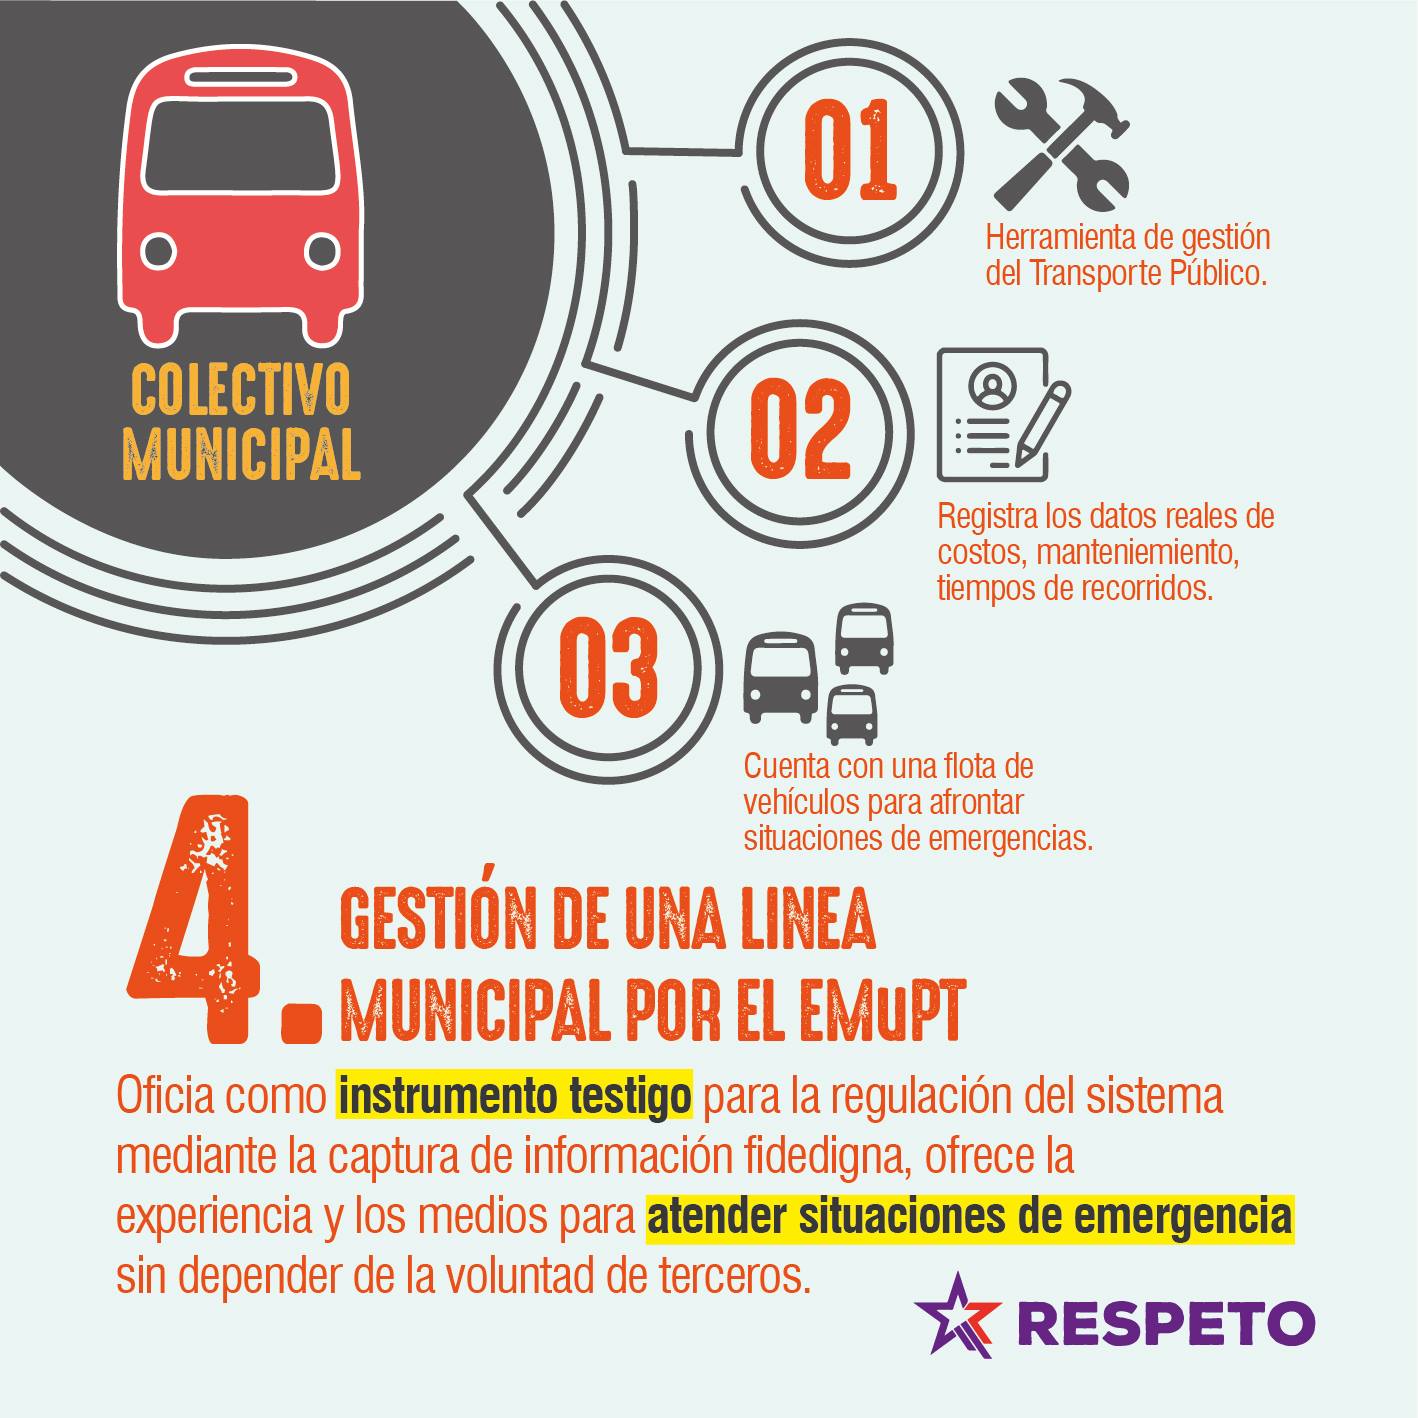 COLECTIVO
MUNICIPAL
01
Herramienta de gestión
del Transporte Público.
02
Registra los datos reales de
costos, manteniemiento,
tiempos de recorridos.
03
Cuenta con una flota de
vehículos para afrontar
situaciones de emergencias.
4.
GESTIÓN DE UNA LINEA
MUNICIPAL POR EL EMuPT
Oficia como instrumento testigo para la regulación del sistema
mediante la captura de información fidedigna, ofrece la
experiencia y los medios para atender situaciones de emergencia
sin depender de la voluntad de terceros.
RESPETO